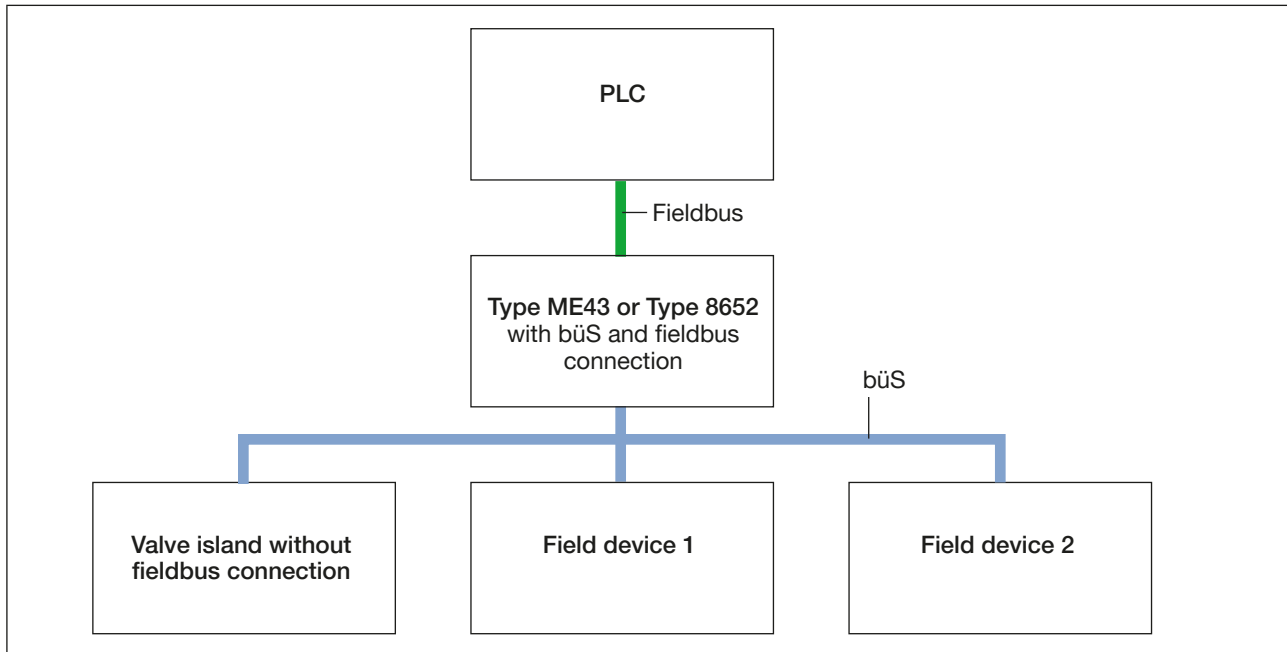 PLC
Fieldbus
Type ME43 or Type 8652
with büS and fieldbus
connection
büS
Valve island without
fieldbus connection
Field device 1
Field device 2